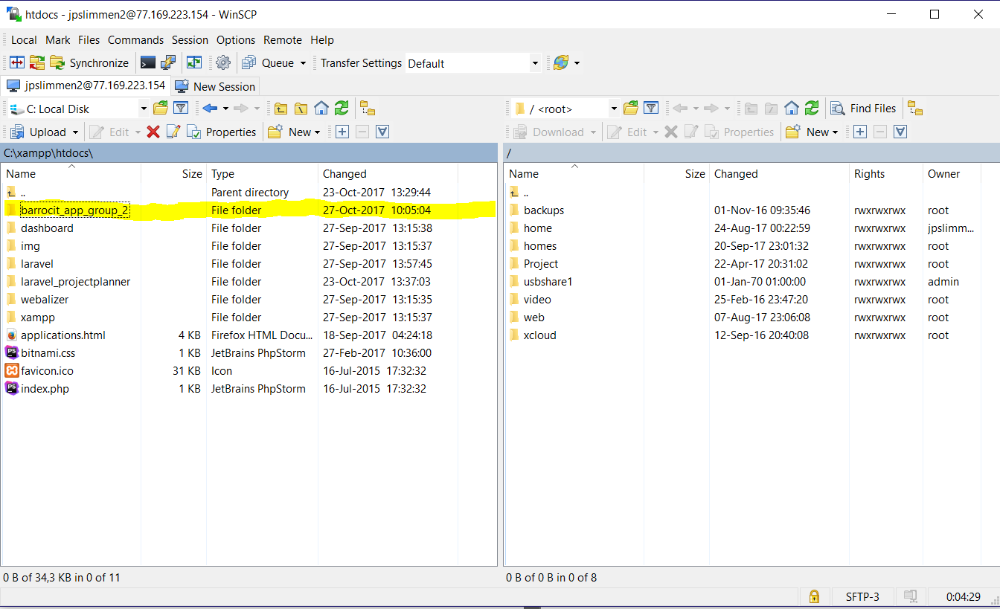 htdocs - jpslimmen2@77.169.223.154 - WinSCP
Local Mark Files Commands Session Options Remote Help
Synchronize Queue Transfer Settings Default
jpslimmen2@77.169.223.154 New Session
C: Local Disk
Upload Edit Properties New
C:\xampp\htdocs\
Name Size Type Changed
.. Parent directory 23-Oct-2017 13:29:44
barrocit_app_group_2 File folder 27-Oct-2017 10:05:04
dashboard File folder 27-Sep-2017 13:15:38
img File folder 27-Sep-2017 13:15:37
laravel File folder 27-Sep-2017 13:57:45
laravel_projectplanner File folder 23-Oct-2017 13:37:03
webalizer File folder 27-Sep-2017 13:15:35
xampp File folder 27-Sep-2017 13:15:37
applications.html 4 KB Firefox HTML Docu... 18-Sep-2017 04:24:18
bitnami.css 1 KB JetBrains PhpStorm 27-Feb-2017 10:36:00
favicon.ico 31 KB Icon 16-Jul-2015 17:32:32
index.php 1 KB JetBrains PhpStorm 16-Jul-2015 17:32:32
0 B of 34,3 KB in 0 of 11
/ <root> Find Files
Download Edit Properties New
/
Name Size Changed Rights Owner
..
backups 01-Nov-16 09:35:46 rwxrwxrwx root
home 24-Aug-17 00:22:59 rwxrwxrwx jpslimm...
homes 20-Sep-17 23:01:32 rwxrwxrwx root
Project 22-Apr-17 20:31:02 rwxrwxrwx root
usbshare1 01-Jan-70 01:00:00 rwxrwxrwx admin
video 25-Feb-16 23:47:20 rwxrwxrwx root
web 07-Aug-17 23:06:08 rwxrwxrwx root
xcloud 12-Sep-16 20:40:08 rwxrwxrwx root
0 B of 0 B in 0 of 8
SFTP-3 0:04:29